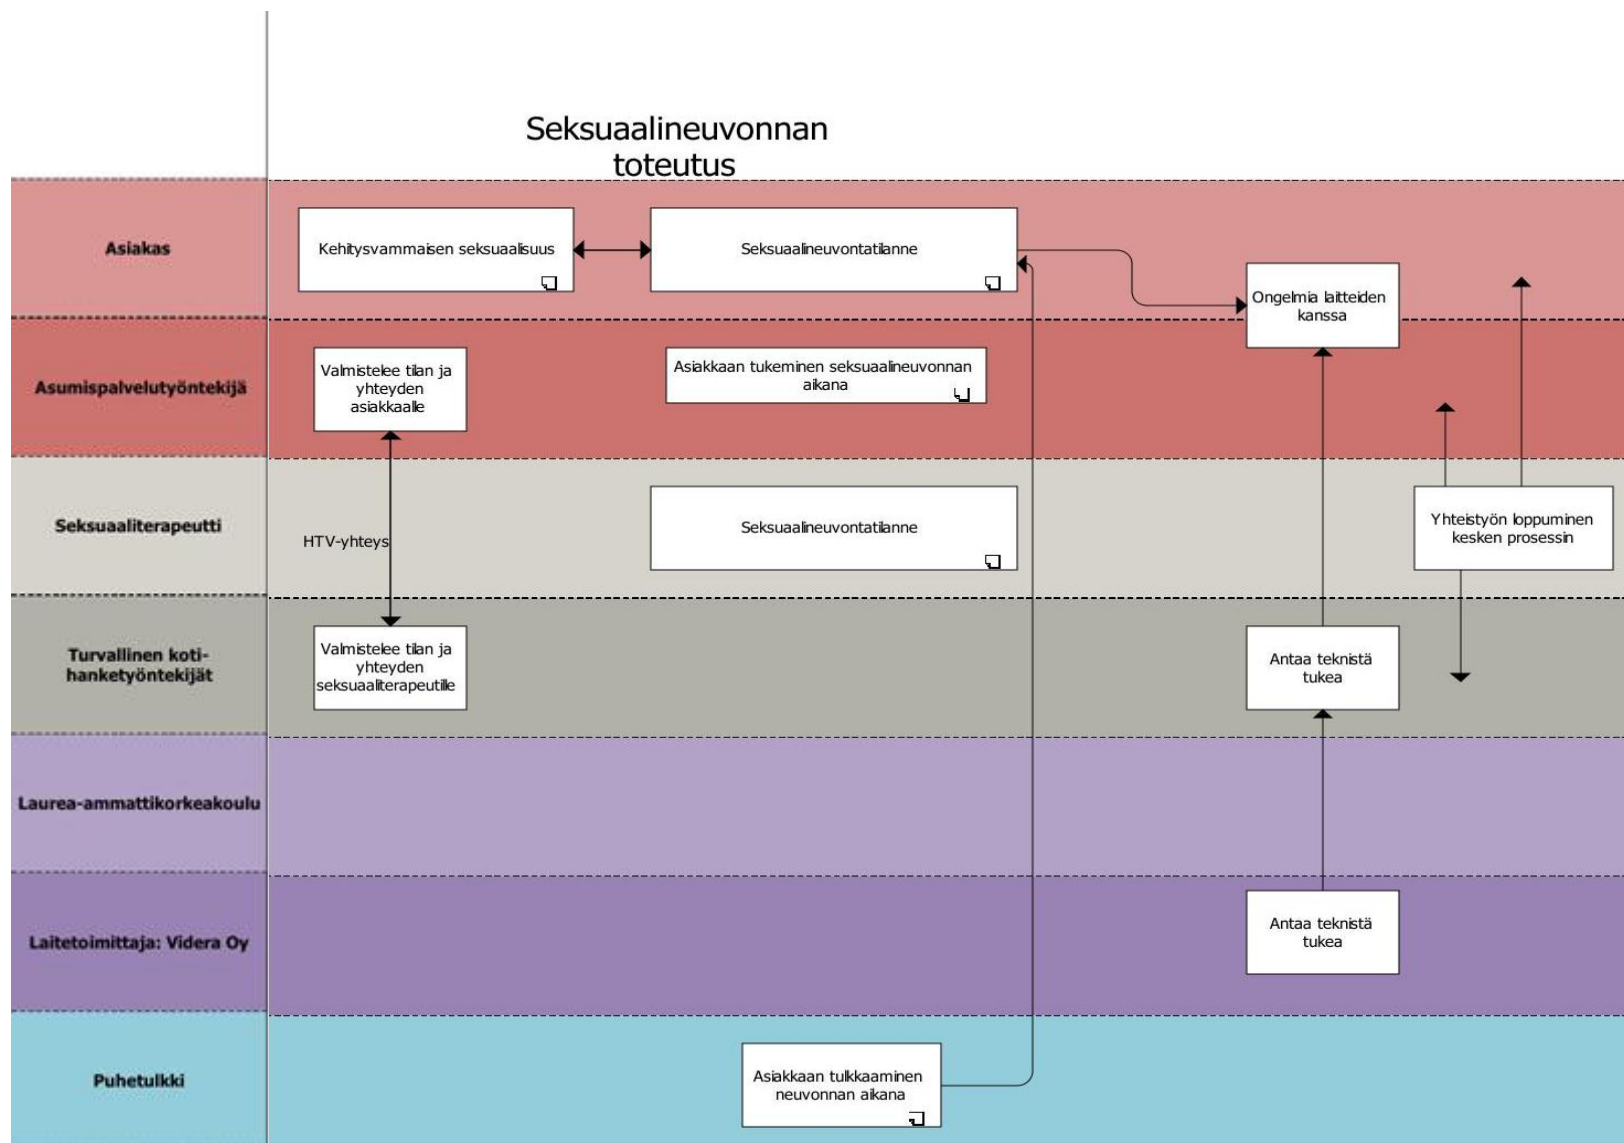 Seksuaalineuvonnan
toteutus
Asiakas
Kehitysvammaisen seksuaalisuus
Seksuaalineuvontatilanne
Ongelmia laitteiden
kanssa
Asumispalvelutyöntekijä
Valmistelee tilan ja
yhteyden
asiakkaalle
Asiakkaan tukeminen seksuaalineuvonnan
aikana
Seksuaaliterapeutti
HTV-yhteys
Seksuaalineuvontatilanne
Yhteistyön loppuminen
kesken prosessin
Turvallinen koti-
hanketyöntekijät
Valmistelee tilan ja
yhteyden
seksuaaliterapeutille
Antaa teknistä
tukea
Laurea-ammattikorkeakoulu
Laitetoimittaja: Videra Oy
Antaa teknistä
tukea
Puhetulkki
Asiakkaan tulkkaaminen
neuvonnan aikana